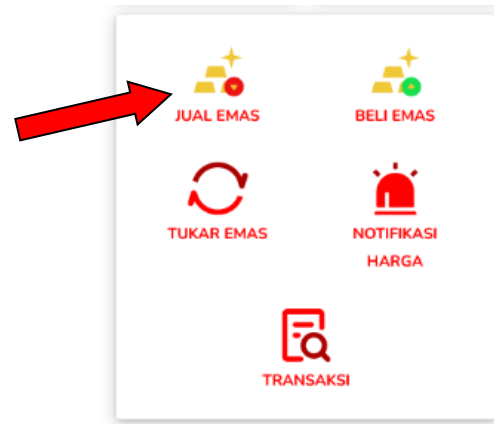 JUAL EMAS
BELI EMAS
TUKAR EMAS
NOTIFIKASI
HARGA
TRANSAKSI